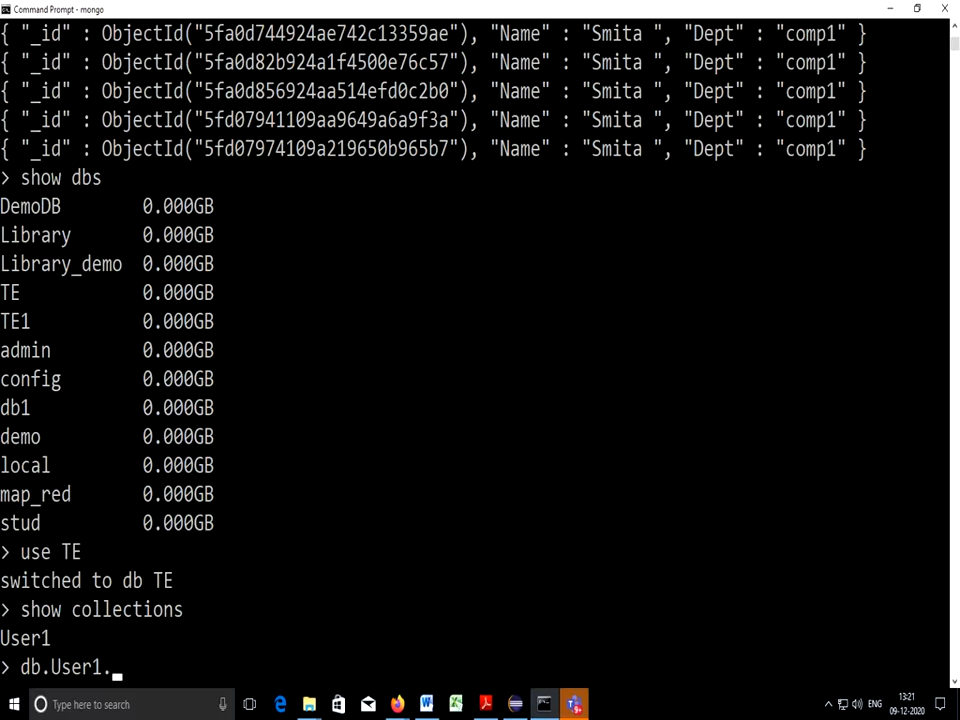 Command Prompt - mongo
{ "_id" : ObjectId("5fa0d744924ae742c13359ae"), "Name" : "Smita ", "Dept" : "comp1" }
{ "_id" : ObjectId("5fa0d82b924a1f4500e76c57"), "Name" : "Smita ", "Dept" : "comp1" }
{ "_id" : ObjectId("5fa0d856924aa514efd0c2b0"), "Name" : "Smita ", "Dept" : "comp1" }
{ "_id" : ObjectId("5fd07941109aa9649a6a9f3a"), "Name" : "Smita ", "Dept" : "comp1" }
{ "_id" : ObjectId("5fd07974109a219650b965b7"), "Name" : "Smita ", "Dept" : "comp1" }
> show dbs
DemoDB 0.000GB
Library 0.000GB
Library_demo 0.000GB
TE 0.000GB
TE1 0.000GB
admin 0.000GB
config 0.000GB
db1 0.000GB
demo 0.000GB
local 0.000GB
map_red 0.000GB
stud 0.000GB
> use TE
switched to db TE
> show collections
User1
> db.User1.
Type here to search
ENG
13:21
09-12-2020